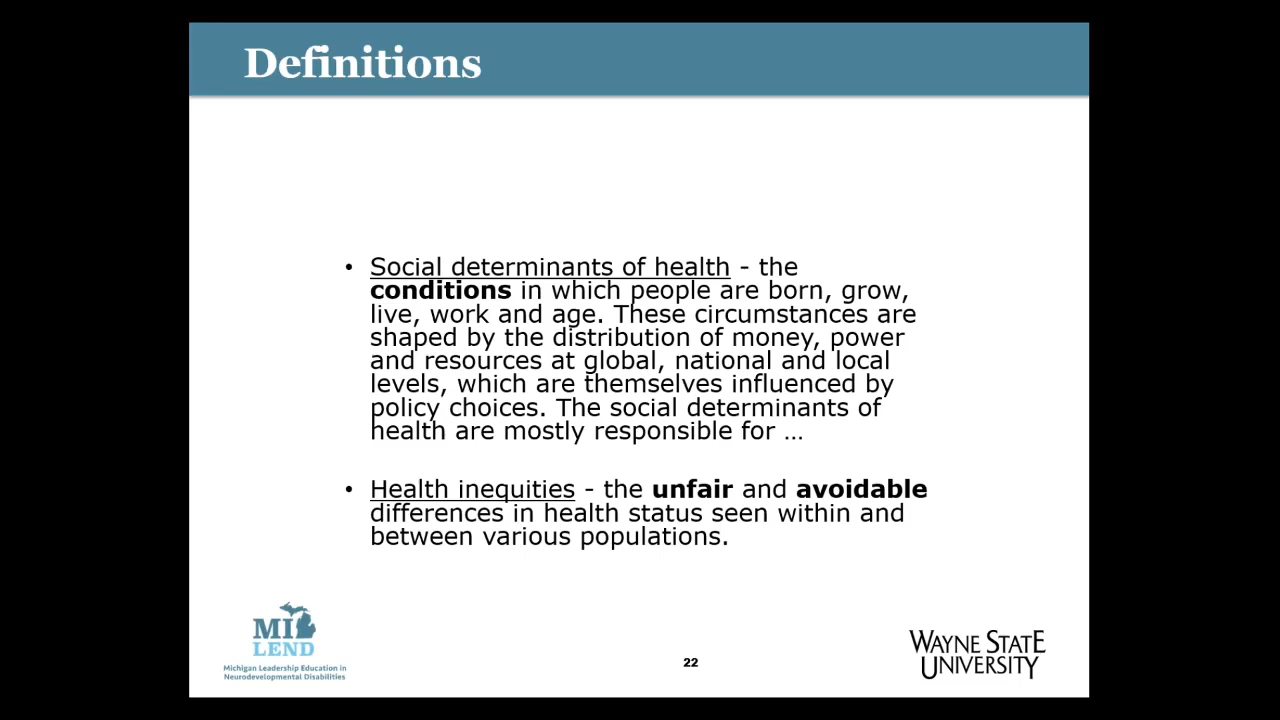 Definitions
• Social determinants of health - the
conditions in which people are born, grow,
live, work and age. These circumstances are
shaped by the distribution of money, power
and resources at global, national and local
levels, which are themselves influenced by
policy choices. The social determinants of
health are mostly responsible for …
• Health inequities - the unfair and avoidable
differences in health status seen within and
between various populations.
MI
LEND
Michigan Leadership Education in
Neurodevelopmental Disabilities
22
WAYNE STATE
UNIVERSITY